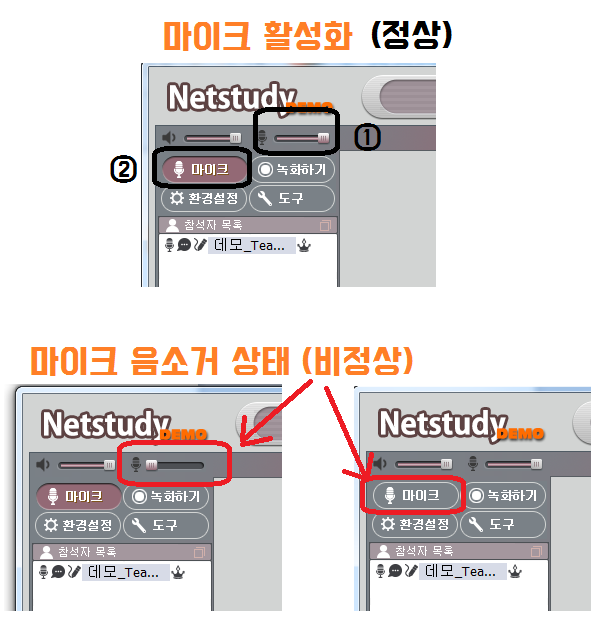 마이크 활성화 (정상)
Netstudy DEMO
①
② 마이크 녹화하기
환경설정 도구
참석자 목록
데모_Tea...
마이크 음소거 상태 (비정상)
Netstudy DEMO
마이크 녹화하기
환경설정 도구
참석자 목록
데모_Tea...
Netstudy DEMO
마이크 녹화하기
환경설정 도구
참석자 목록
데모_Tea...